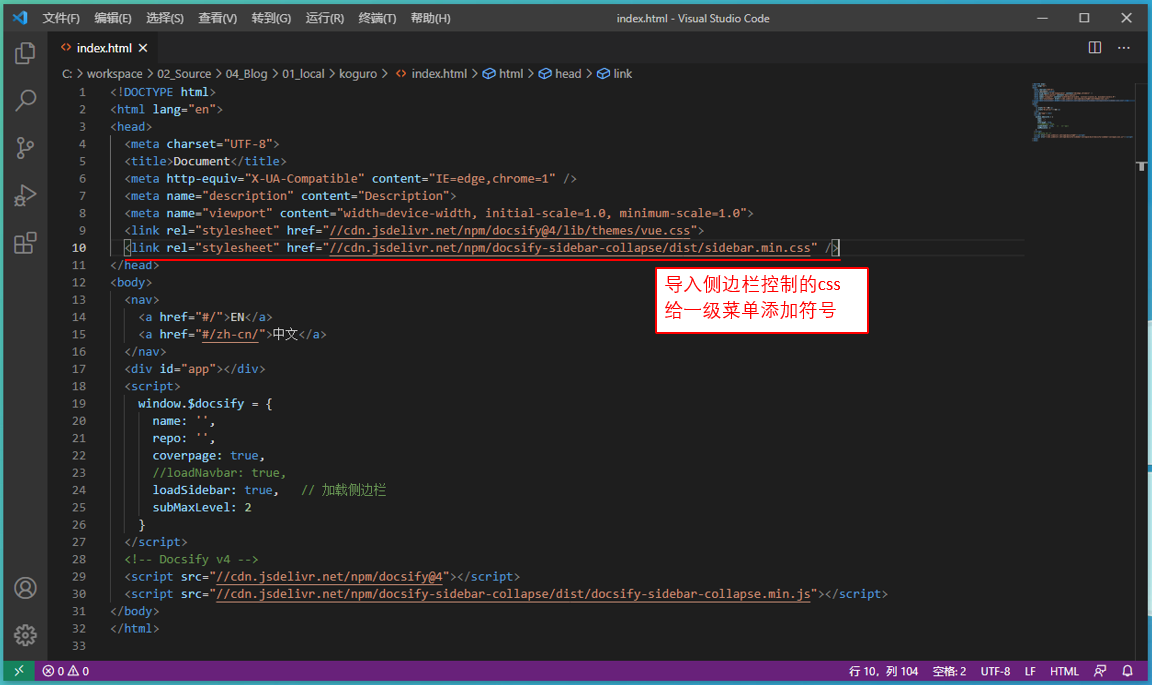 文件(F) 编辑(E) 选择(S) 查看(V) 转到(G) 运行(R) 终端(T) 帮助(H) index.html - Visual Studio Code
index.html
C: > workspace > 02_Source > 04_Blog > 01_local > koguro > index.html > html > head > link
1 <!DOCTYPE html>
2 <html lang="en">
3 <head>
4 <meta charset="UTF-8">
5 <title>Document</title>
6 <meta http-equiv="X-UA-Compatible" content="IE=edge,chrome=1" />
7 <meta name="description" content="Description">
8 <meta name="viewport" content="width=device-width, initial-scale=1.0, minimum-scale=1.0">
9 <link rel="stylesheet" href="//cdn.jsdelivr.net/npm/docsify@4/lib/themes/vue.css">
10 <link rel="stylesheet" href="//cdn.jsdelivr.net/npm/docsify-sidebar-collapse/dist/sidebar.min.css" />
11 </head>
导入侧边栏控制的css
给一级菜单添加符号
12 <body>
13 <nav>
14 <a href="#/">EN</a>
15 <a href="#/zh-cn/">中文</a>
16 </nav>
17 <div id="app"></div>
18 <script>
19 window.$docsify = {
20 name: '',
21 repo: '',
22 coverpage: true,
23 //loadNavbar: true,
24 loadSidebar: true, // 加载侧边栏
25 subMaxLevel: 2
26 }
27 </script>
28 <!-- Docsify v4 -->
29 <script src="//cdn.jsdelivr.net/npm/docsify@4"></script>
30 <script src="//cdn.jsdelivr.net/npm/docsify-sidebar-collapse/dist/docsify-sidebar-collapse.min.js"></script>
31 </body>
32 </html>
33
0 0 行 10，列 104 空格: 2 UTF-8 LF HTML